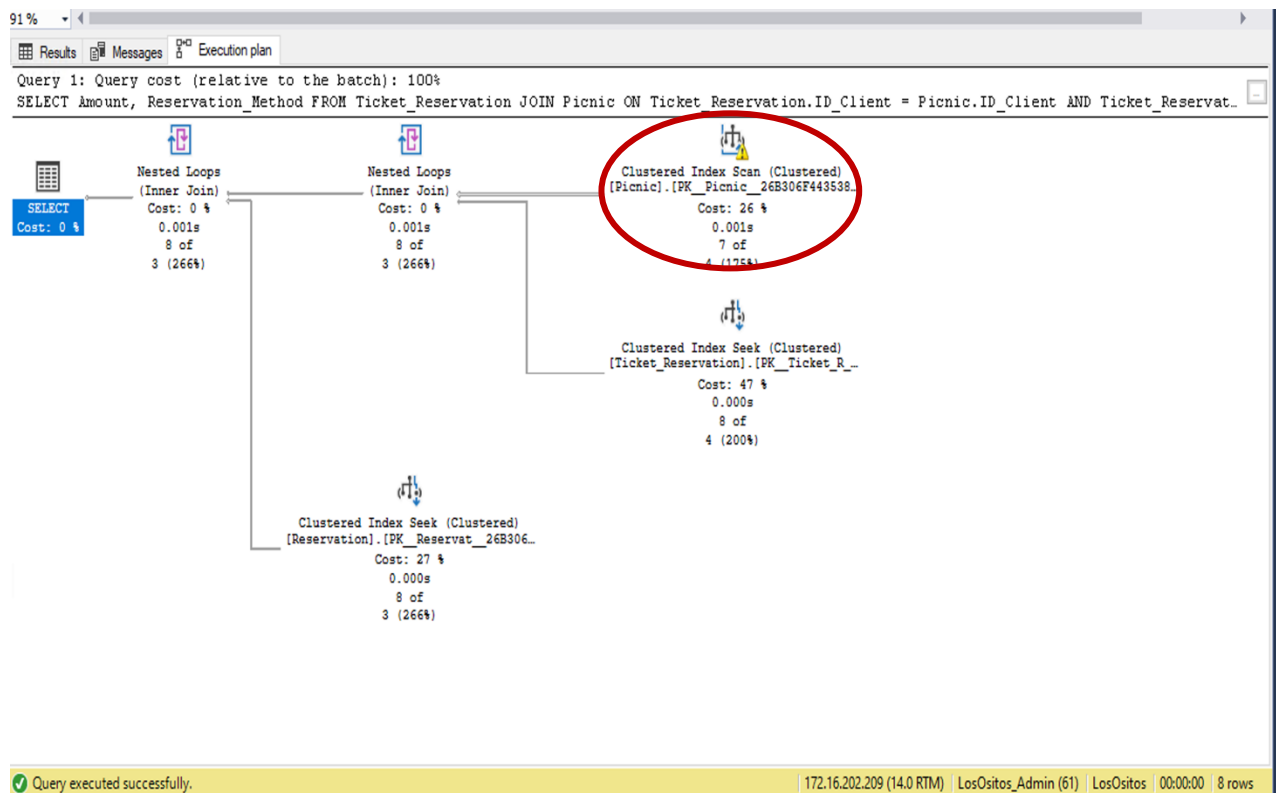 91 %
Results Messages Execution plan
Query 1: Query cost (relative to the batch): 100%
SELECT Amount, Reservation_Method FROM Ticket_Reservation JOIN Picnic ON Ticket_Reservation.ID_Client = Picnic.ID_Client AND Ticket_Reservat…
SELECT
Cost: 0 %
Nested Loops
(Inner Join)
Cost: 0 %
0.001s
8 of
3 (266%)
Nested Loops
(Inner Join)
Cost: 0 %
0.001s
8 of
3 (266%)
Clustered Index Scan (Clustered)
[Picnic].[PK__Picnic__26B306F443538…
Cost: 26 %
0.001s
7 of
4 (175%)
Clustered Index Seek (Clustered)
[Ticket_Reservation].[PK__Ticket_R_…
Cost: 47 %
0.000s
8 of
4 (200%)
Clustered Index Seek (Clustered)
[Reservation].[PK__Reservat__26B306…
Cost: 27 %
0.000s
8 of
3 (266%)
Query executed successfully.
172.16.202.209 (14.0 RTM) LosOsitos_Admin (61) LosOsitos 00:00:00 8 rows